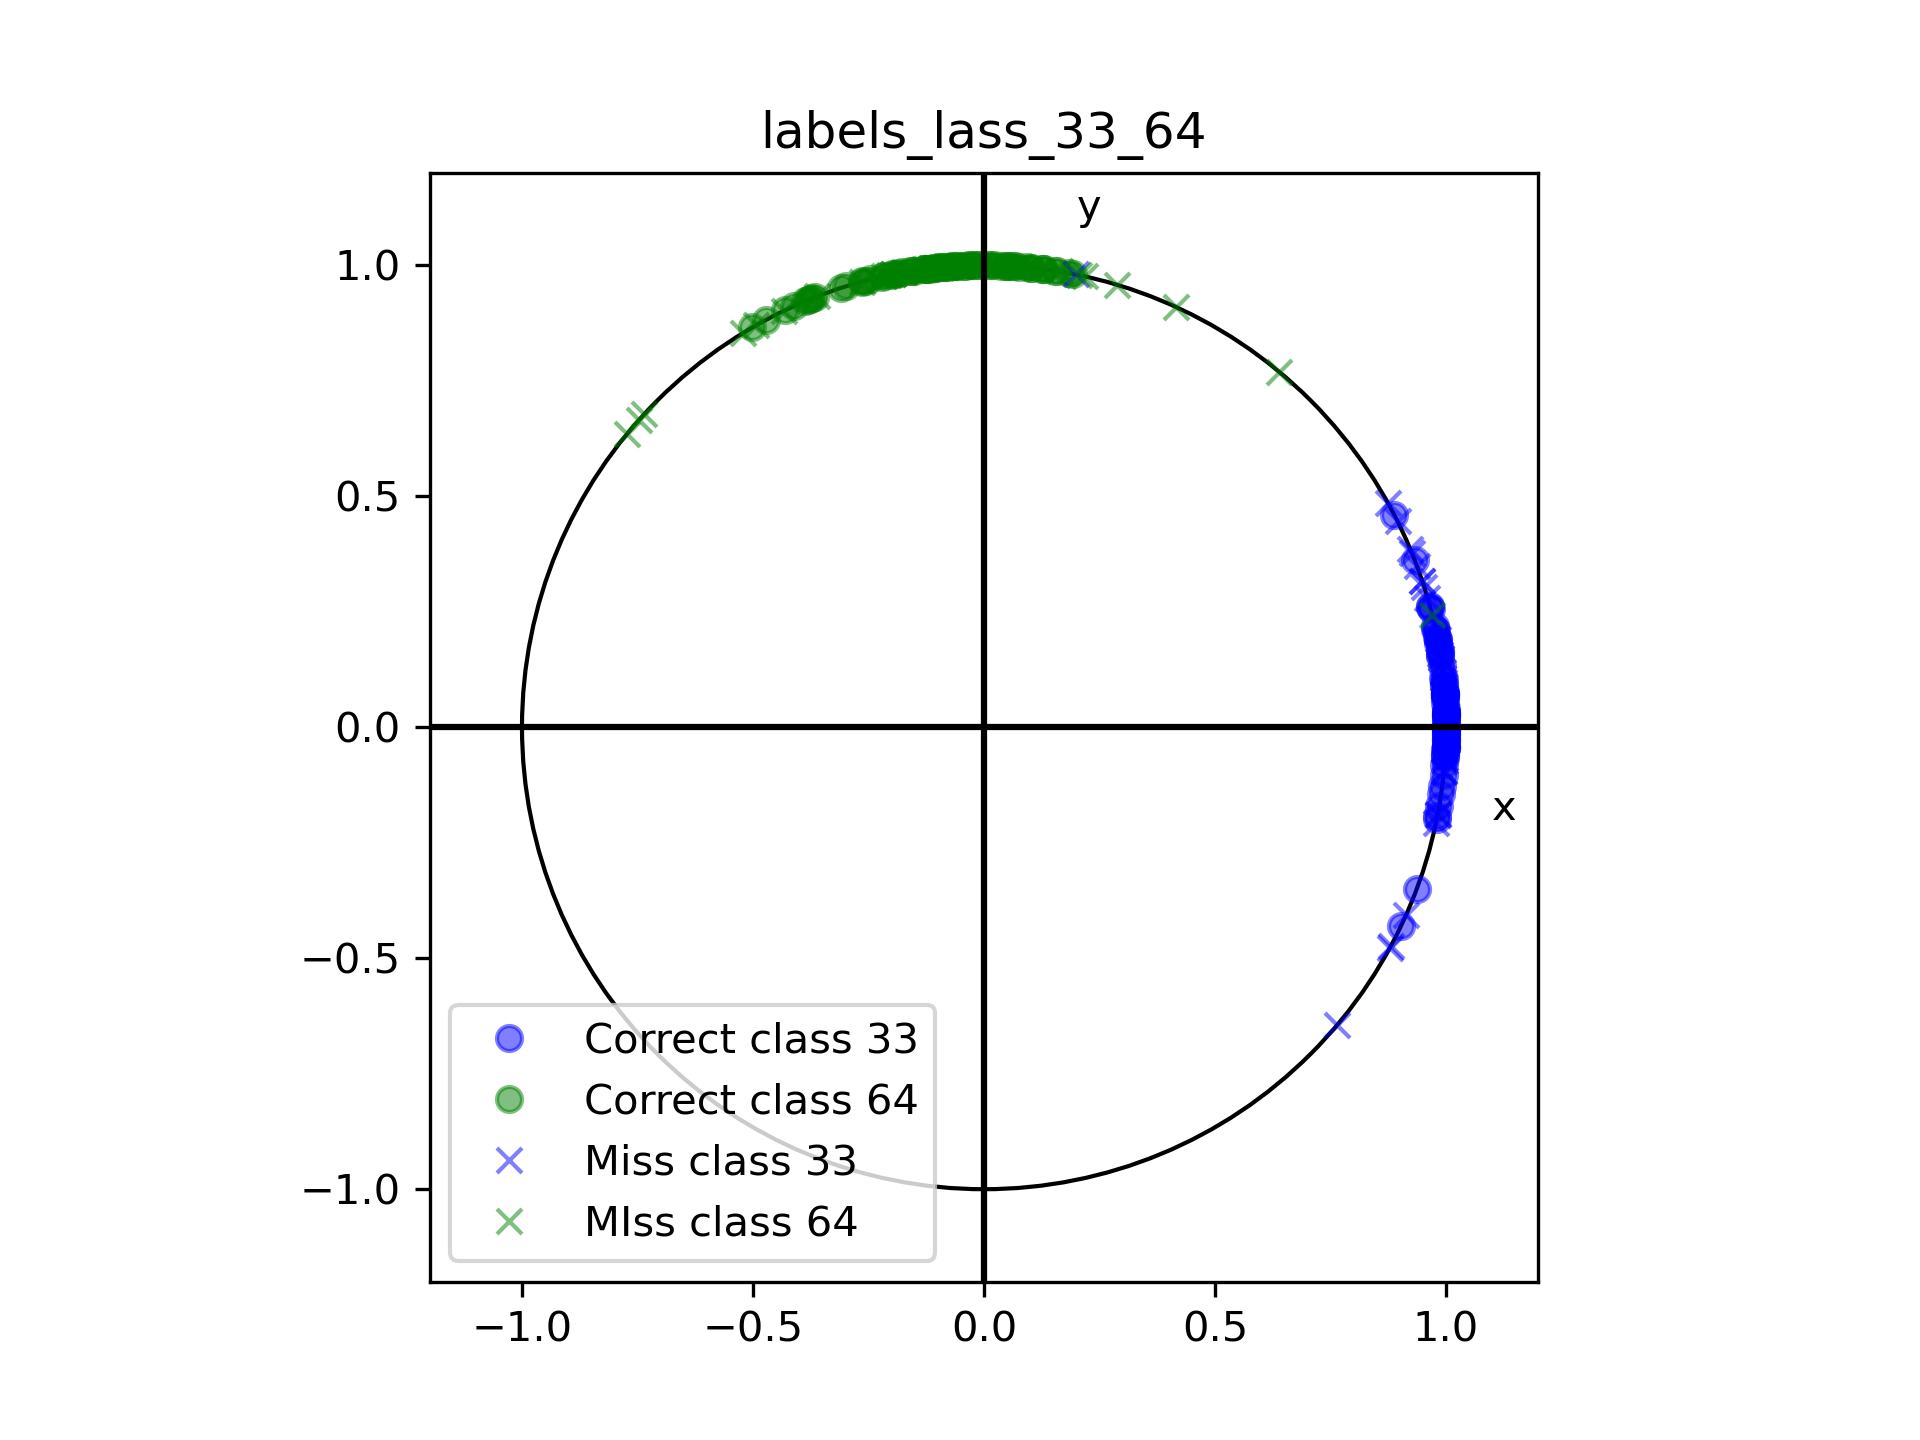 labels_lass_33_64
y
1.0
0.5
0.0
x
−0.5
−1.0
Correct class 33
Correct class 64
Miss class 33
MIss class 64
−1.0 −0.5 0.0 0.5 1.0